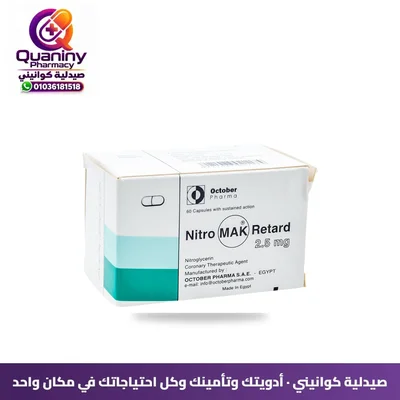 Quaniny
Pharmacy
صيدلية كوانيني
01036181518
October
Pharma
60 Capsules with sustained action
Nitro MAK® Retard
2.5 mg
Nitroglycerin
Coronary Therapeutic Agent
Manufactured by :
OCTOBER PHARMA S.A.E. - EGYPT
e-mail: info@octoberpharma.com
Made in Egypt
صيدلية كوانيني · أدويتك وتأمينك وكل احتياجاتك في مكان واحد